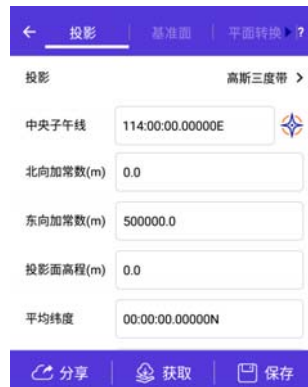 投影 基准面 平面转换 ?
投影 高斯三度带
中央子午线 114:00:00.00000E
北向加常数(m) 0.0
东向加常数(m) 500000.0
投影面高程(m) 0.0
平均纬度 00:00:00.00000N
分享 获取 保存